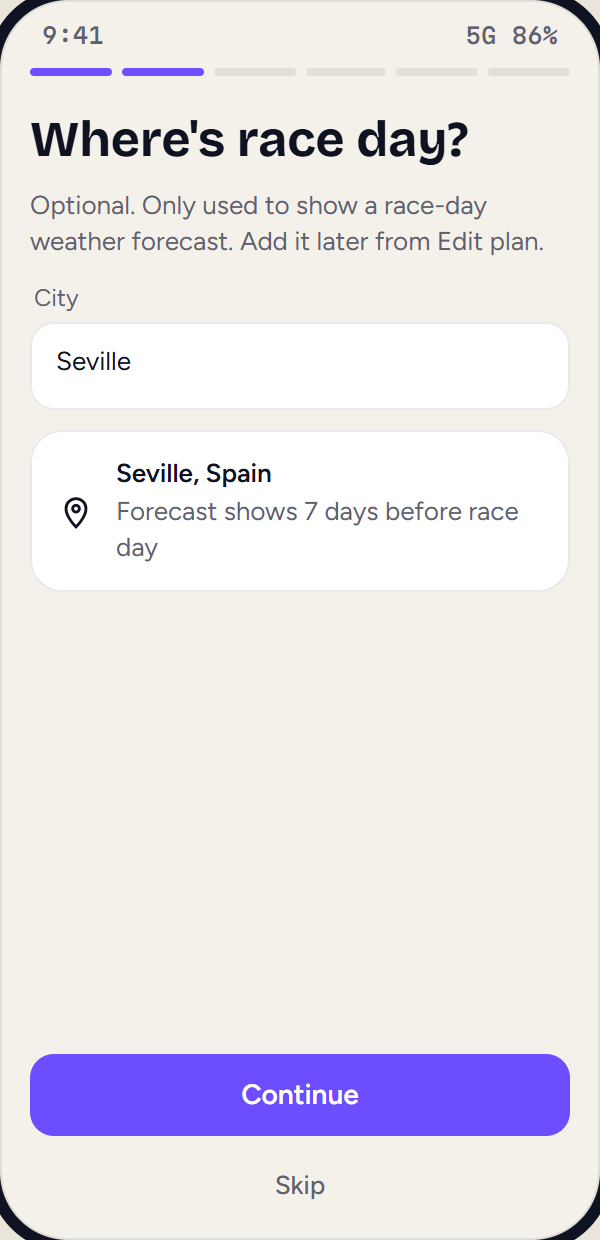 9:41
5G 86%
Where's race day?
Optional. Only used to show a race-day
weather forecast. Add it later from Edit plan.
City
Seville
Seville, Spain
Forecast shows 7 days before race
day
Continue
Skip